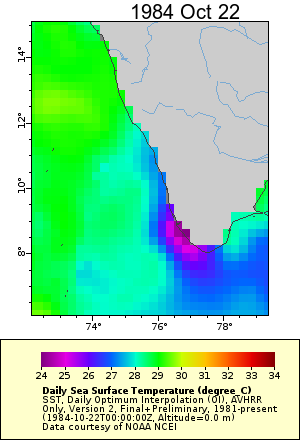 1984 Oct 22
14°
12°
10°
8°
74° 76° 78°
24 25 26 27 28 29 30 31 32 33 34
Daily Sea Surface Temperature (degree_C)
SST, Daily Optimum Interpolation (OI), AVHRR
Only, Version 2, Final+Preliminary, 1981-present
(1984-10-22T00:00:00Z, Altitude=0.0 m)
Data courtesy of NOAA NCEI